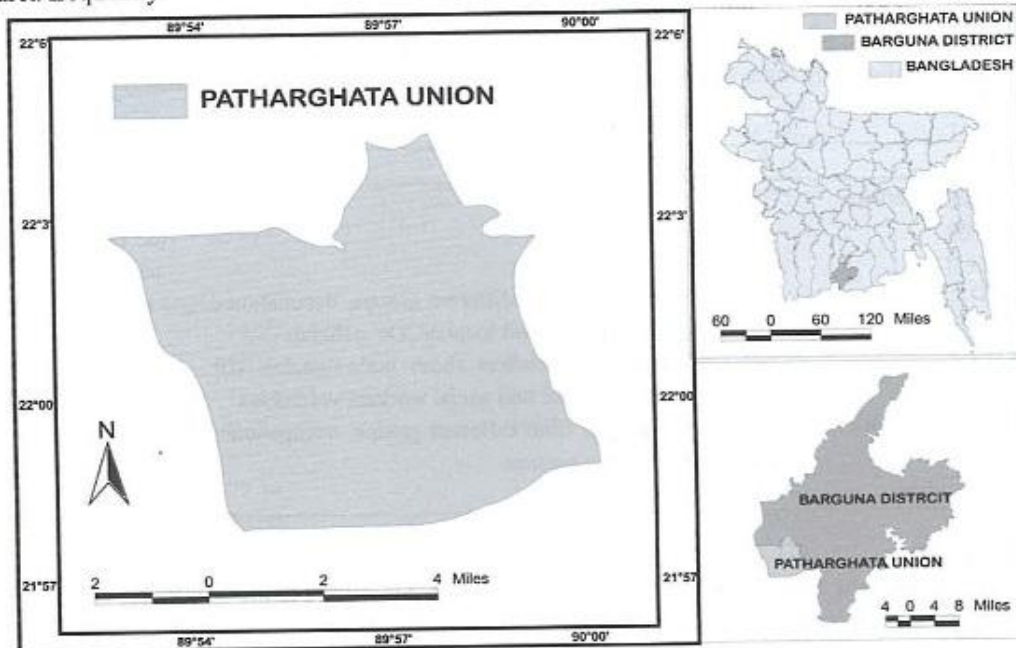 89°54' 89°57' 90°00'
22°6' 22°6'
PATHARGHATA UNION
22°3' 22°3'
22°00' 22°00'
N
21°57' 21°57'
2 0 2 4 Miles
89°54' 89°57' 90°00'
PATHARGHATA UNION
BARGUNA DISTRICT
BANGLADESH
60 0 60 120 Miles
BARGUNA DISTRCIT
PATHARGHATA UNION
4 0 4 8 Miles